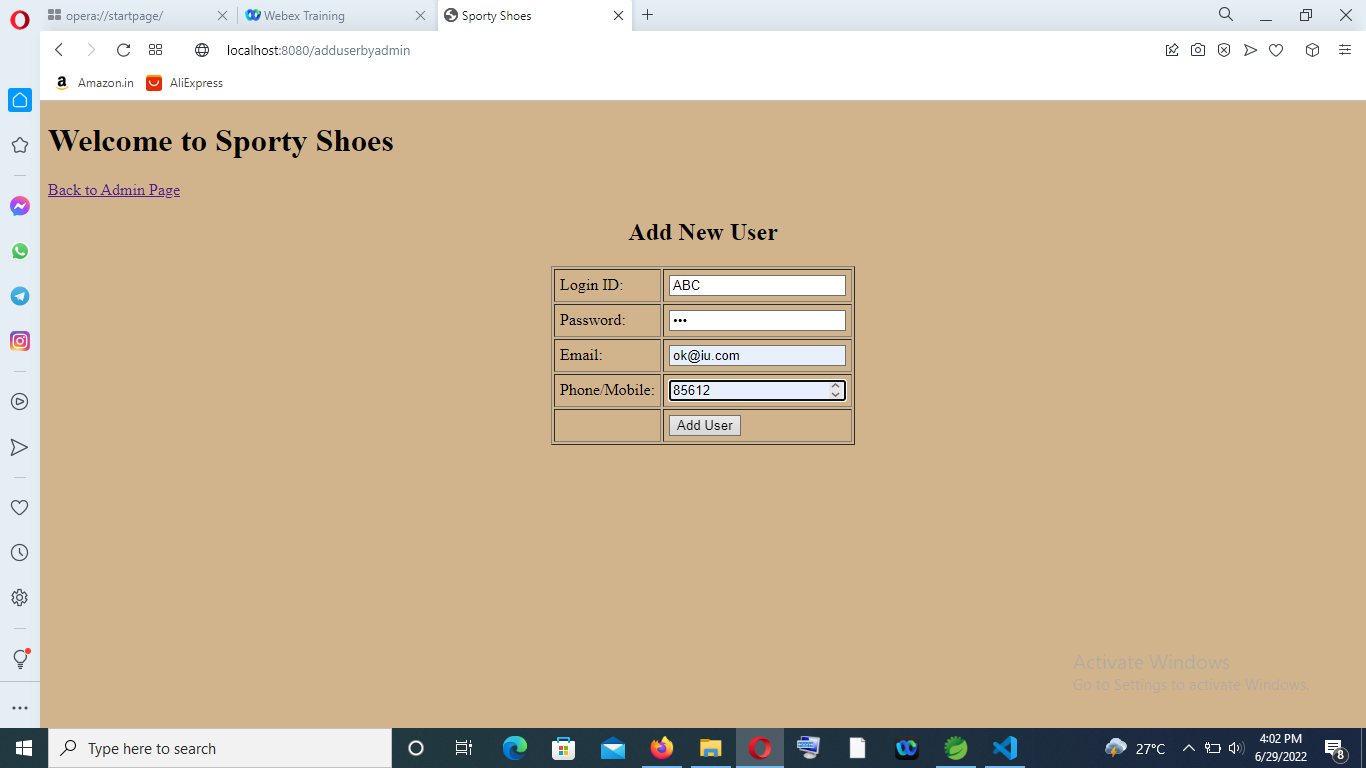 opera://startpage/
Webex Training
Sporty Shoes
localhost:8080/adduserbyadmin
Amazon.in
AliExpress
Welcome to Sporty Shoes
Back to Admin Page
Add New User
Login ID: ABC
Password: •••
Email: ok@iu.com
Phone/Mobile: 85612
Add User
Activate Windows
Go to Settings to activate Windows.
Type here to search
27°C
4:02 PM
6/29/2022
8